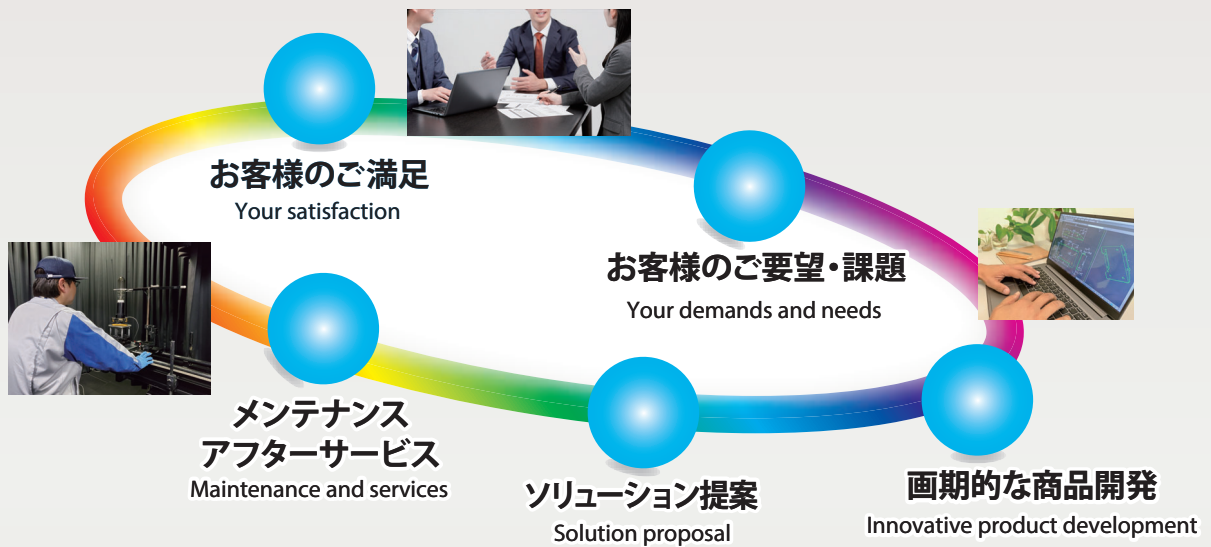 お客様のご満足
Your satisfaction
お客様のご要望・課題
Your demands and needs
メンテナンス
アフターサービス
Maintenance and services
ソリューション提案
Solution proposal
画期的な商品開発
Innovative product development